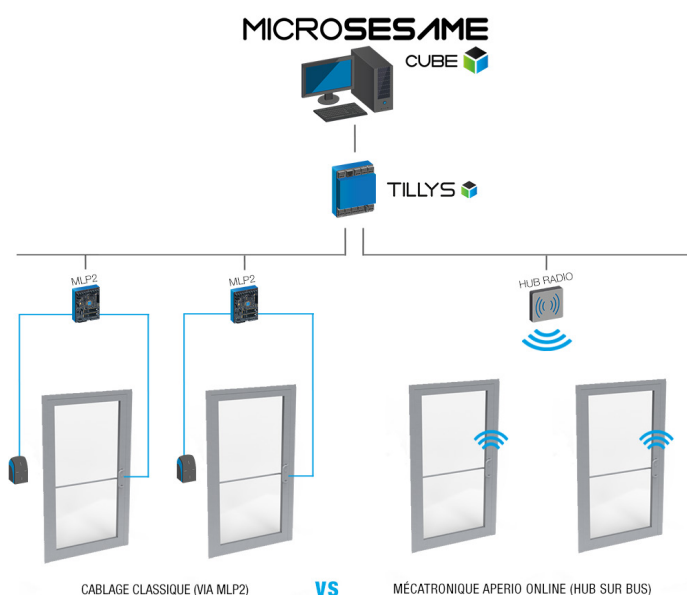 MICROSESAME
CUBE
TILLYS
MLP2
MLP2
HUB RADIO
CABLAGE CLASSIQUE (VIA MLP2)
VS
MÉCATRONIQUE APERIO ONLINE (HUB SUR BUS)